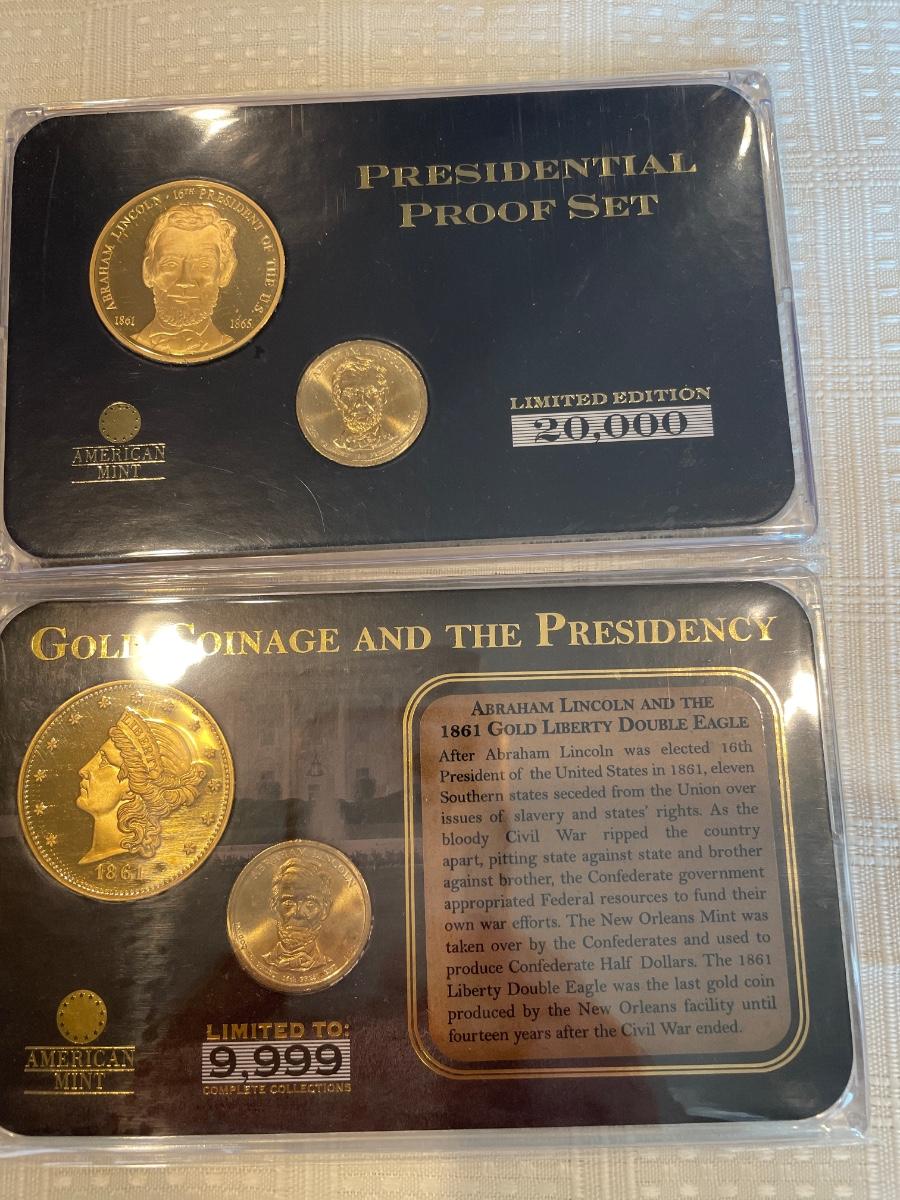 PRESIDENTIAL
PROOF SET
ABRAHAM LINCOLN · 16TH PRESIDENT OF THE U.S.
1861
1865
LIMITED EDITION
20,000
AMERICAN
MINT
GOLD COINAGE AND THE PRESIDENCY
LIBERTY
1861
ABRAHAM LINCOLN AND THE
1861 GOLD LIBERTY DOUBLE EAGLE
After Abraham Lincoln was elected 16th
President of the United States in 1861, eleven
Southern states seceded from the Union over
issues of slavery and states' rights. As the
bloody Civil War ripped the country
apart, pitting state against state and brother
against brother, the Confederate government
appropriated Federal resources to fund their
own war efforts. The New Orleans Mint was
taken over by the Confederates and used to
produce Confederate Half Dollars. The 1861
Liberty Double Eagle was the last gold coin
produced by the New Orleans facility until
fourteen years after the Civil War ended.
LINCOLN
AMERICAN
MINT
LIMITED TO:
9,999
COMPLETE COLLECTIONS